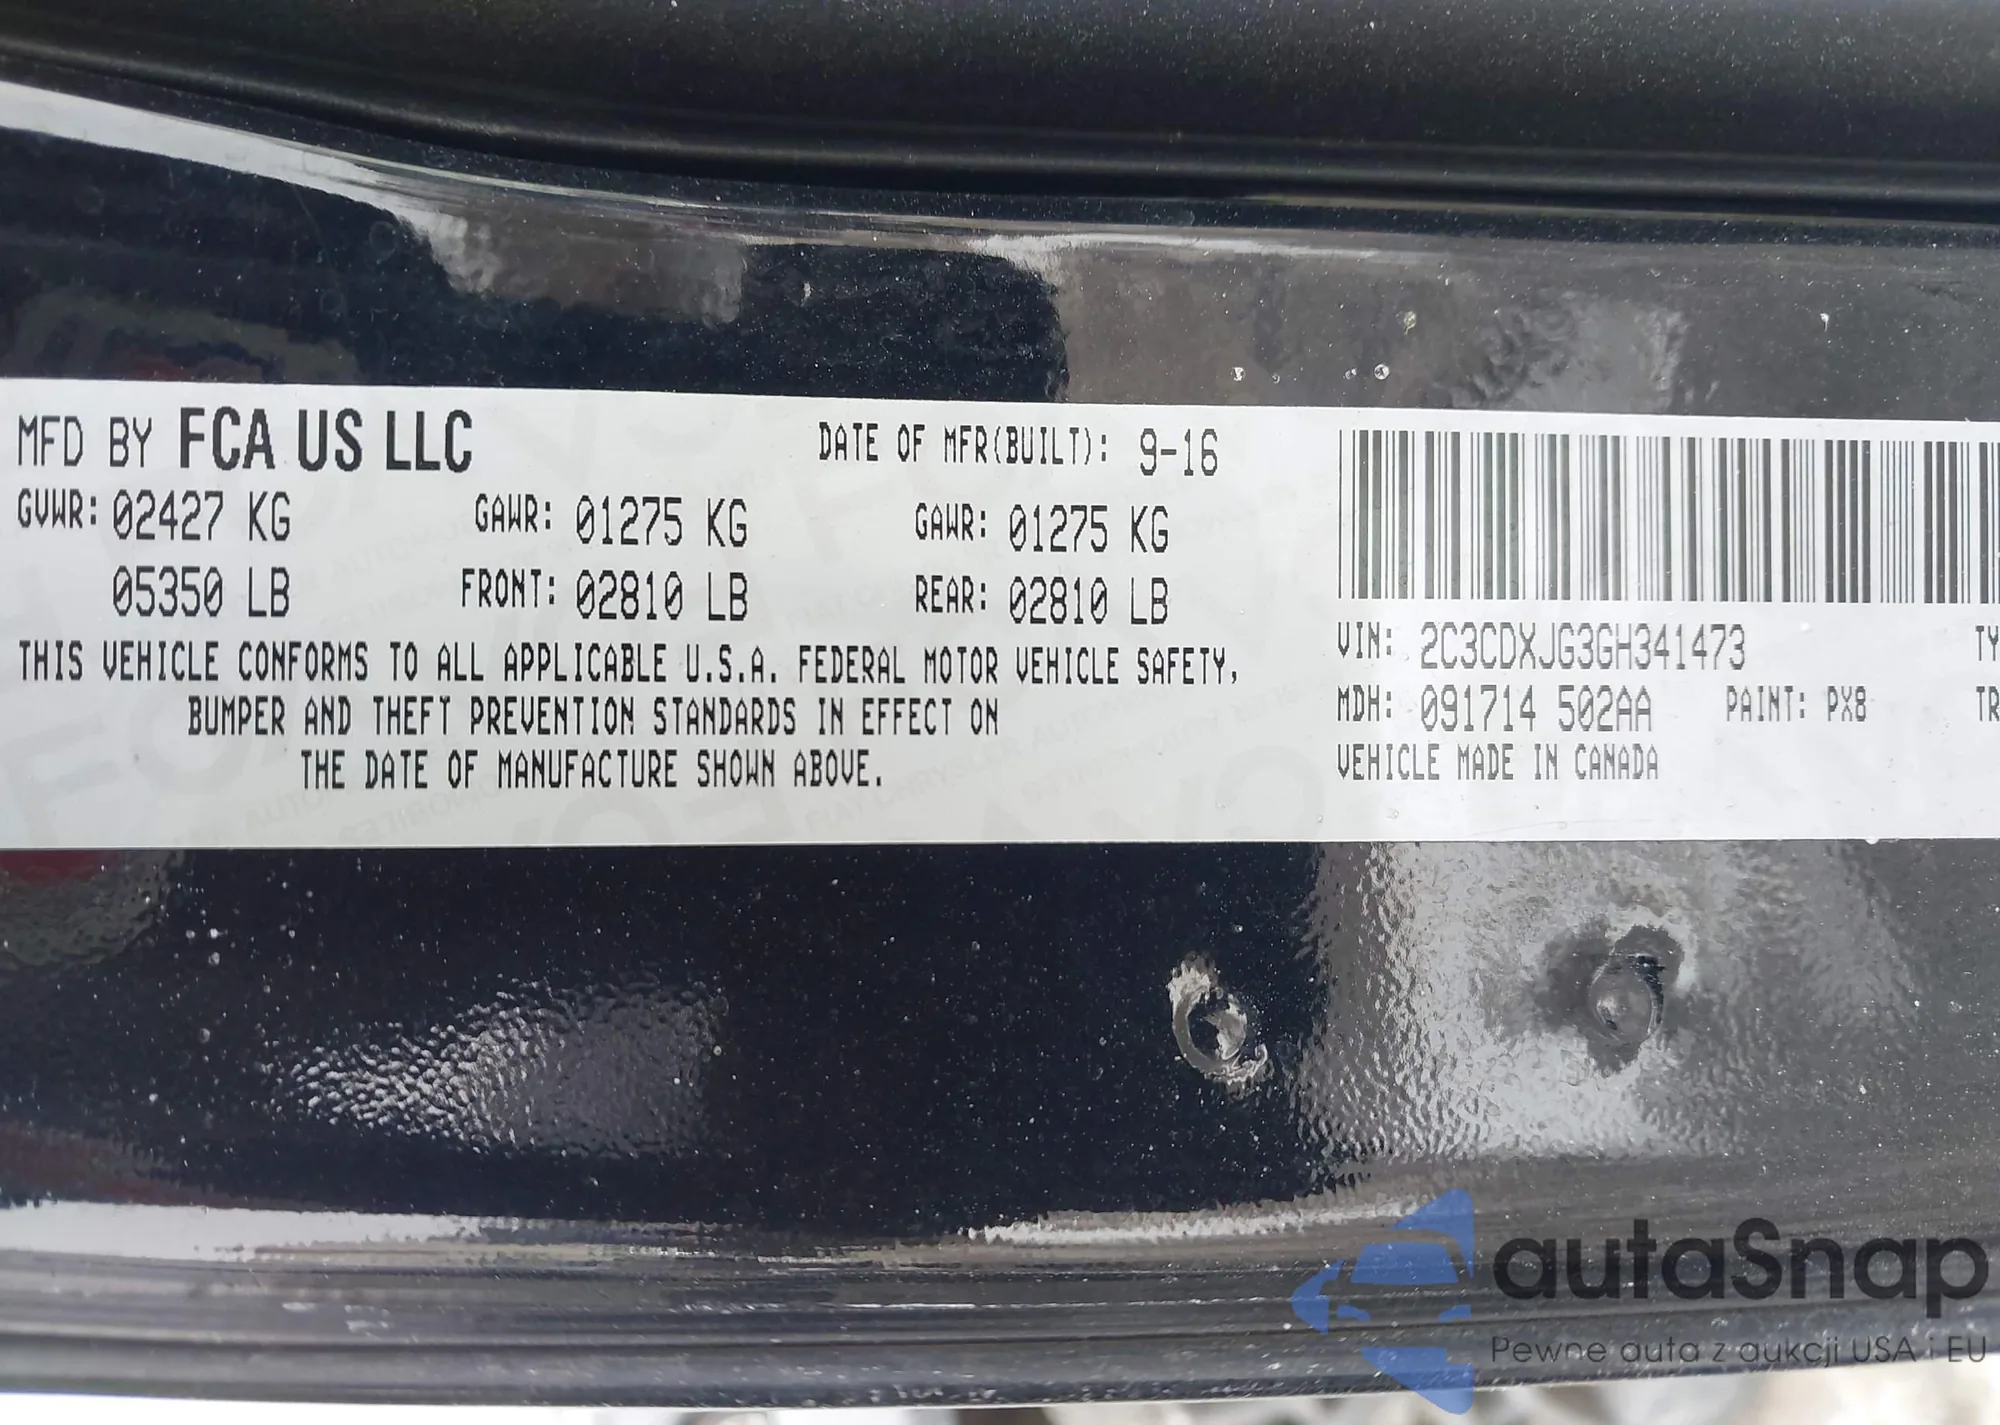 MFD BY FCA US LLC
DATE OF MFR(BUILT): 9-16
GVWR: 02427 KG GAWR: 01275 KG GAWR: 01275 KG
05350 LB FRONT: 02810 LB REAR: 02810 LB
THIS VEHICLE CONFORMS TO ALL APPLICABLE U.S.A. FEDERAL MOTOR VEHICLE SAFETY,
BUMPER AND THEFT PREVENTION STANDARDS IN EFFECT ON
THE DATE OF MANUFACTURE SHOWN ABOVE.
VIN: 2C3CDXJG3GH341473 TY
MDH: 091714 502AA PAINT: PX8 TR
VEHICLE MADE IN CANADA
autaSnap
Pewne auta z aukcji USA i EU